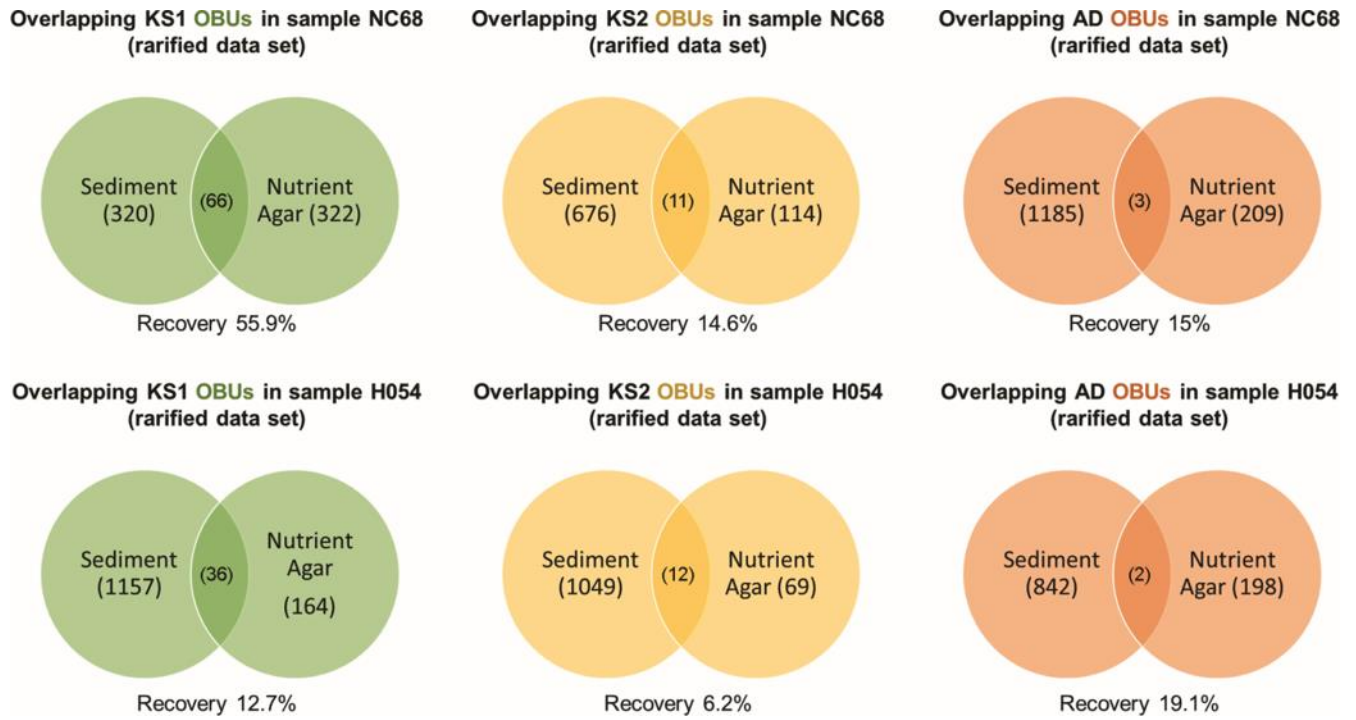 Overlapping KS1 OBUs in sample NC68
(rarified data set)
Sediment
(320)
(66)
Nutrient
Agar (322)
Recovery 55.9%
Overlapping KS2 OBUs in sample NC68
(rarified data set)
Sediment
(676)
(11)
Nutrient
Agar (114)
Recovery 14.6%
Overlapping AD OBUs in sample NC68
(rarified data set)
Sediment
(1185)
(3)
Nutrient
Agar (209)
Recovery 15%
Overlapping KS1 OBUs in sample H054
(rarified data set)
Sediment
(1157)
(36)
Nutrient
Agar
(164)
Recovery 12.7%
Overlapping KS2 OBUs in sample H054
(rarified data set)
Sediment
(1049)
(12)
Nutrient
Agar (69)
Recovery 6.2%
Overlapping AD OBUs in sample H054
(rarified data set)
Sediment
(842)
(2)
Nutrient
Agar (198)
Recovery 19.1%